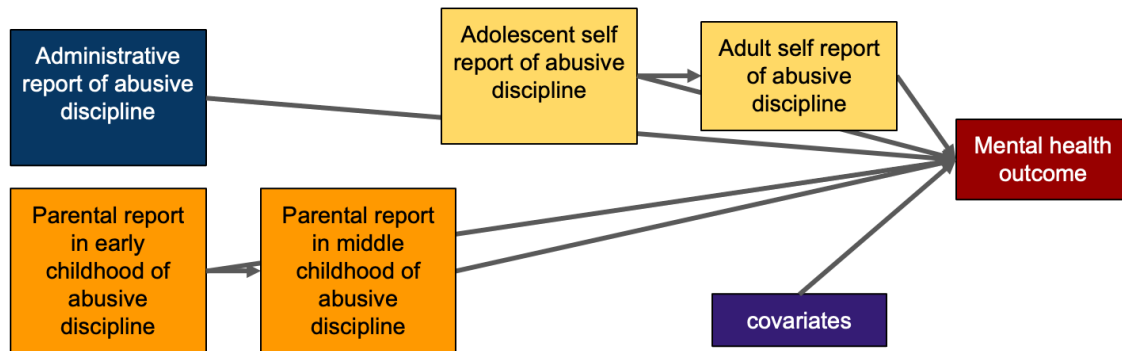 Administrative
report of abusive
discipline
Adolescent self
report of abusive
discipline
Adult self report
of abusive
discipline
Mental health
outcome
Parental report
in early
childhood of
abusive
discipline
Parental report
in middle
childhood of
abusive
discipline
covariates